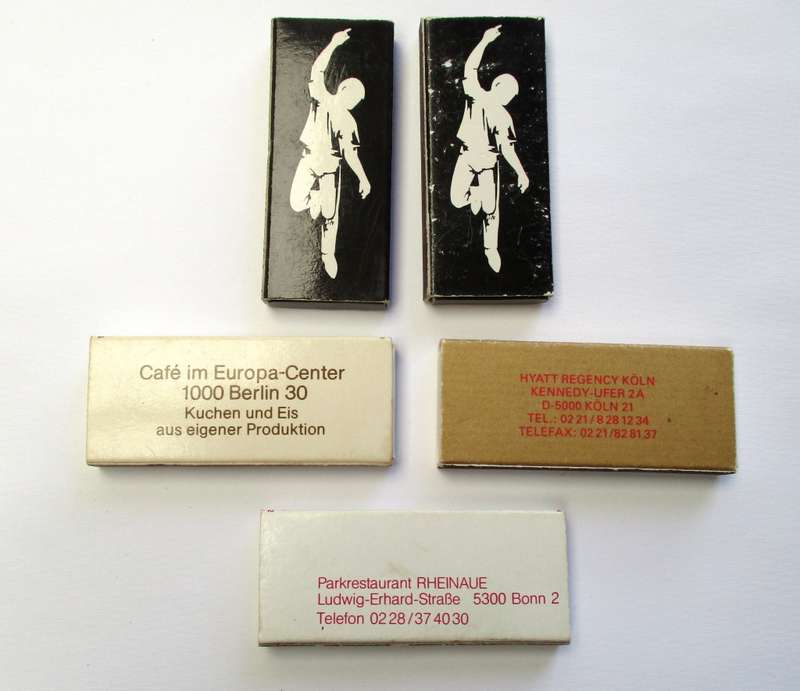 Café im Europa-Center
1000 Berlin 30
Kuchen und Eis
aus eigener Produktion
HYATT REGENCY KÖLN
KENNEDY-UFER 2A
D-5000 KÖLN 21
TEL.: 02 21 / 8 28 12 34
TELEFAX: 02 21 / 82 81 37
Parkrestaurant RHEINAUE
Ludwig-Erhard-Straße 5300 Bonn 2
Telefon 02 28 / 37 40 30